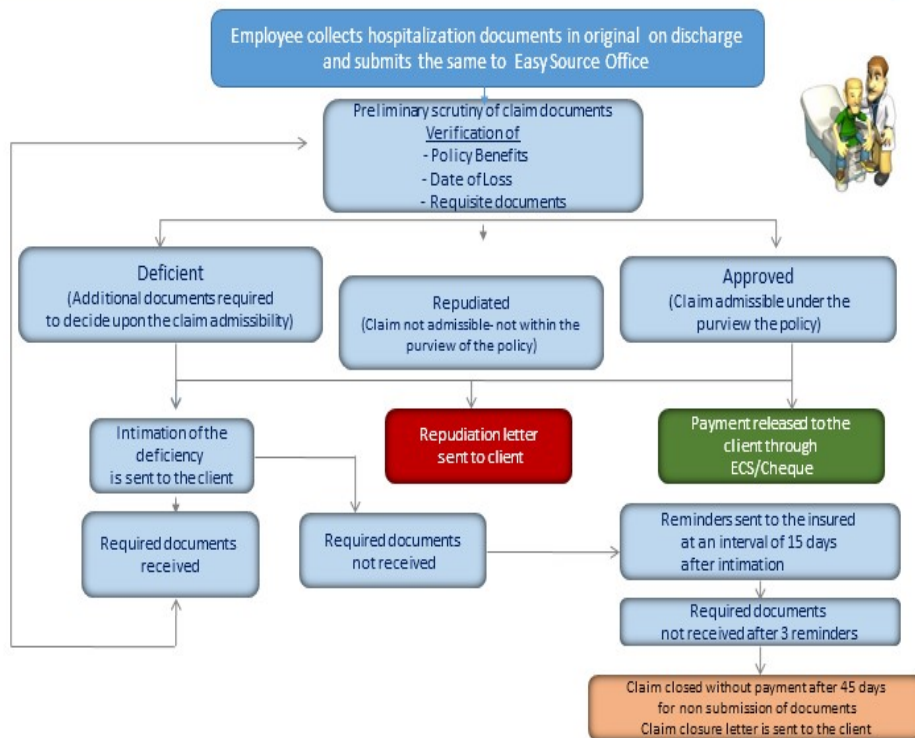 Employee collects hospitalization documents in original on discharge
and submits the same to Easy Source Office
Preliminary scrutiny of claim documents
Verification of
- Policy Benefits
- Date of Loss
- Requisite documents
Deficient
(Additional documents required
to decide upon the claim admissibility)
Repudiated
(Claim not admissible- not within the
purview of the policy)
Approved
(Claim admissible under the
purview the policy)
Intimation of the
deficiency
is sent to the client
Repudiation letter
sent to client
Payment released to the
client through
ECS/Cheque
Required documents
received
Required documents
not received
Reminders sent to the insured
at an interval of 15 days
after intimation
Required documents
not received after 3 reminders
Claim closed without payment after 45 days
for non submission of documents
Claim closure letter is sent to the client